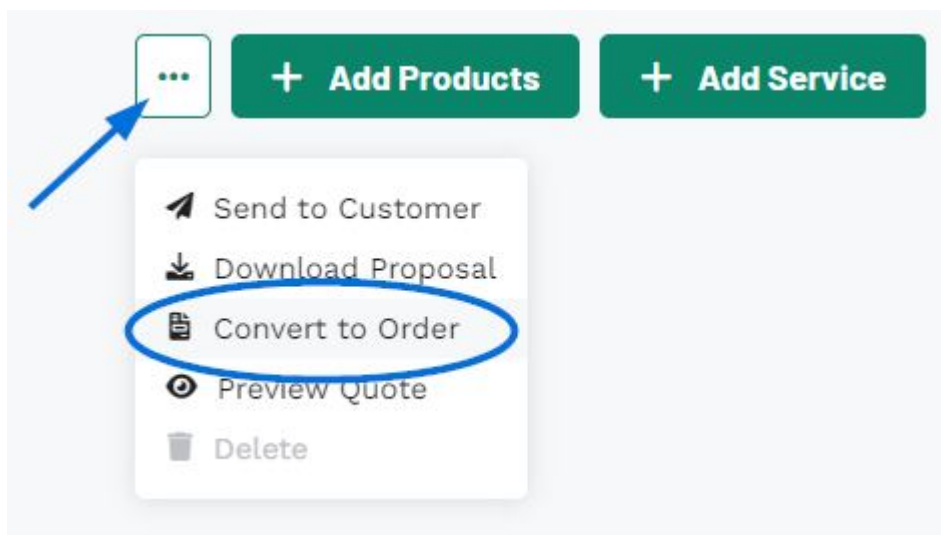 ••• + Add Products + Add Service
Send to Customer
Download Proposal
Convert to Order
Preview Quote
Delete